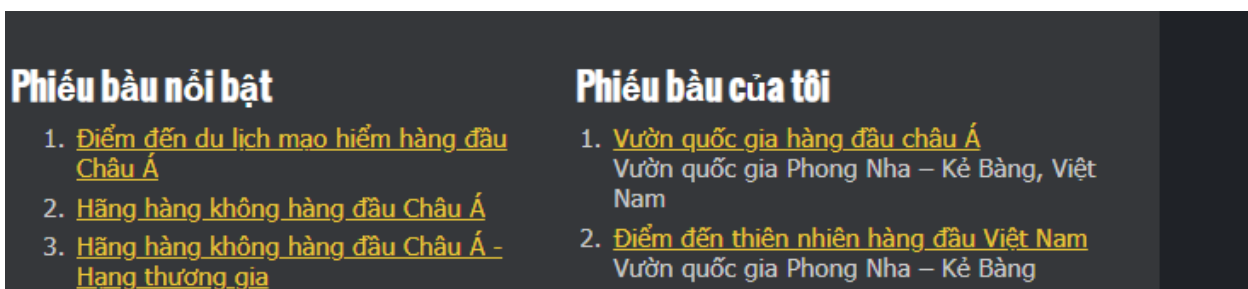 Phiếu bầu nổi bật
1. Điểm đến du lịch mạo hiểm hàng đầu
Châu Á
2. Hãng hàng không hàng đầu Châu Á
3. Hãng hàng không hàng đầu Châu Á -
Hạng thương gia
Phiếu bầu của tôi
1. Vườn quốc gia hàng đầu châu Á
Vườn quốc gia Phong Nha – Kẻ Bàng, Việt
Nam
2. Điểm đến thiên nhiên hàng đầu Việt Nam
Vườn quốc gia Phong Nha – Kẻ Bàng